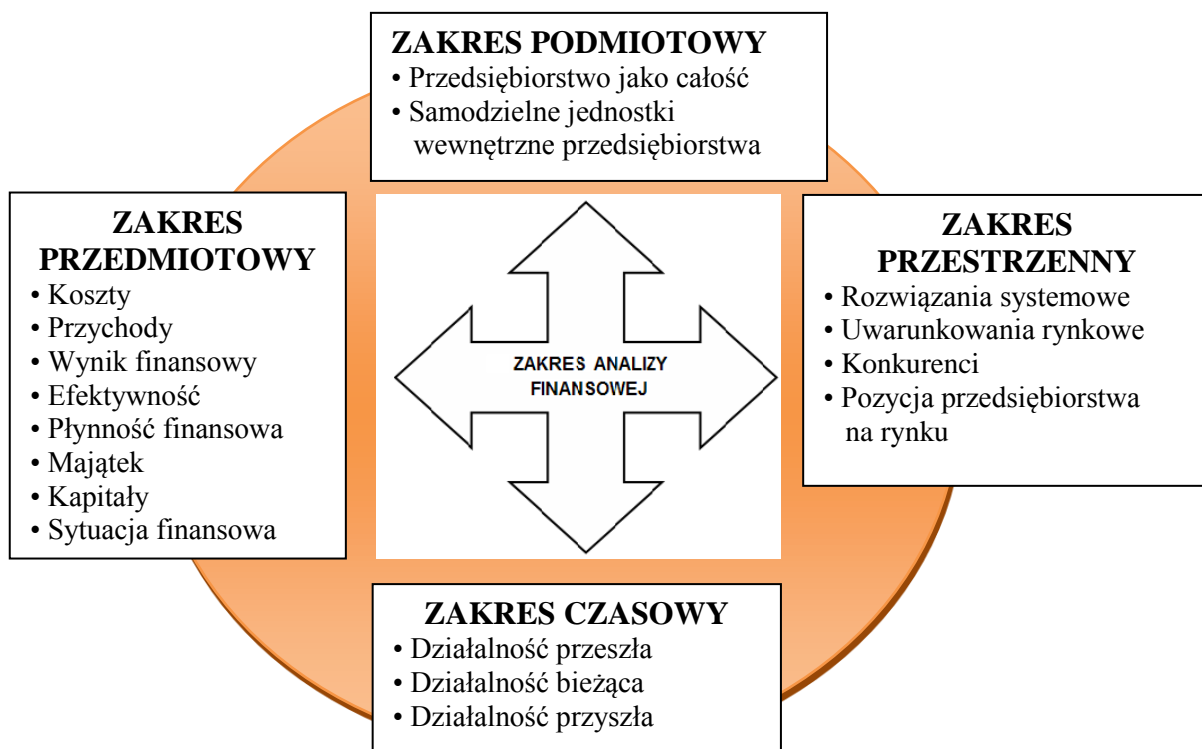 ZAKRES PODMIOTOWY
• Przedsiębiorstwo jako całość
• Samodzielne jednostki
wewnętrzne przedsiębiorstwa
ZAKRES
PRZEDMIOTOWY
• Koszty
• Przychody
• Wynik finansowy
• Efektywność
• Płynność finansowa
• Majątek
• Kapitały
• Sytuacja finansowa
ZAKRES ANALIZY
FINANSOWEJ
ZAKRES
PRZESTRZENNY
• Rozwiązania systemowe
• Uwarunkowania rynkowe
• Konkurenci
• Pozycja przedsiębiorstwa
na rynku
ZAKRES CZASOWY
• Działalność przeszła
• Działalność bieżąca
• Działalność przyszła